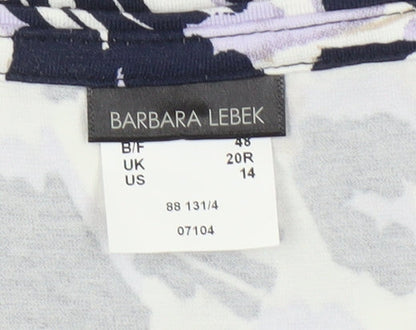 BARBARA LEBEK
B/F 48
UK 20R
US 14
88 131/4
07104